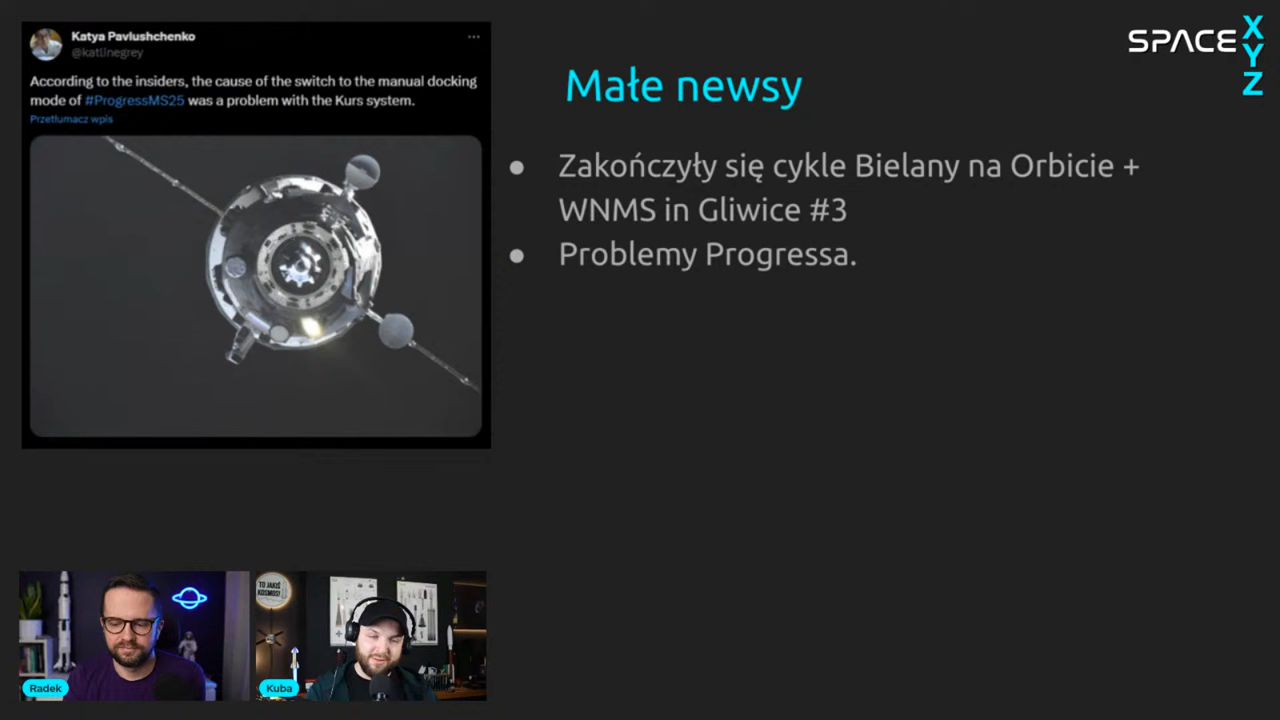 Katya Pavlushchenko
@katlinegrey
According to the insiders, the cause of the switch to the manual docking
mode of #ProgressMS25 was a problem with the Kurs system.
Przetłumacz wpis
SPACE
X
Y
Z
Małe newsy
● Zakończyły się cykle Bielany na Orbicie +
WNMS in Gliwice #3
● Problemy Progressa.
TO JAKIŚ
KOSMOS!
Radek
Kuba